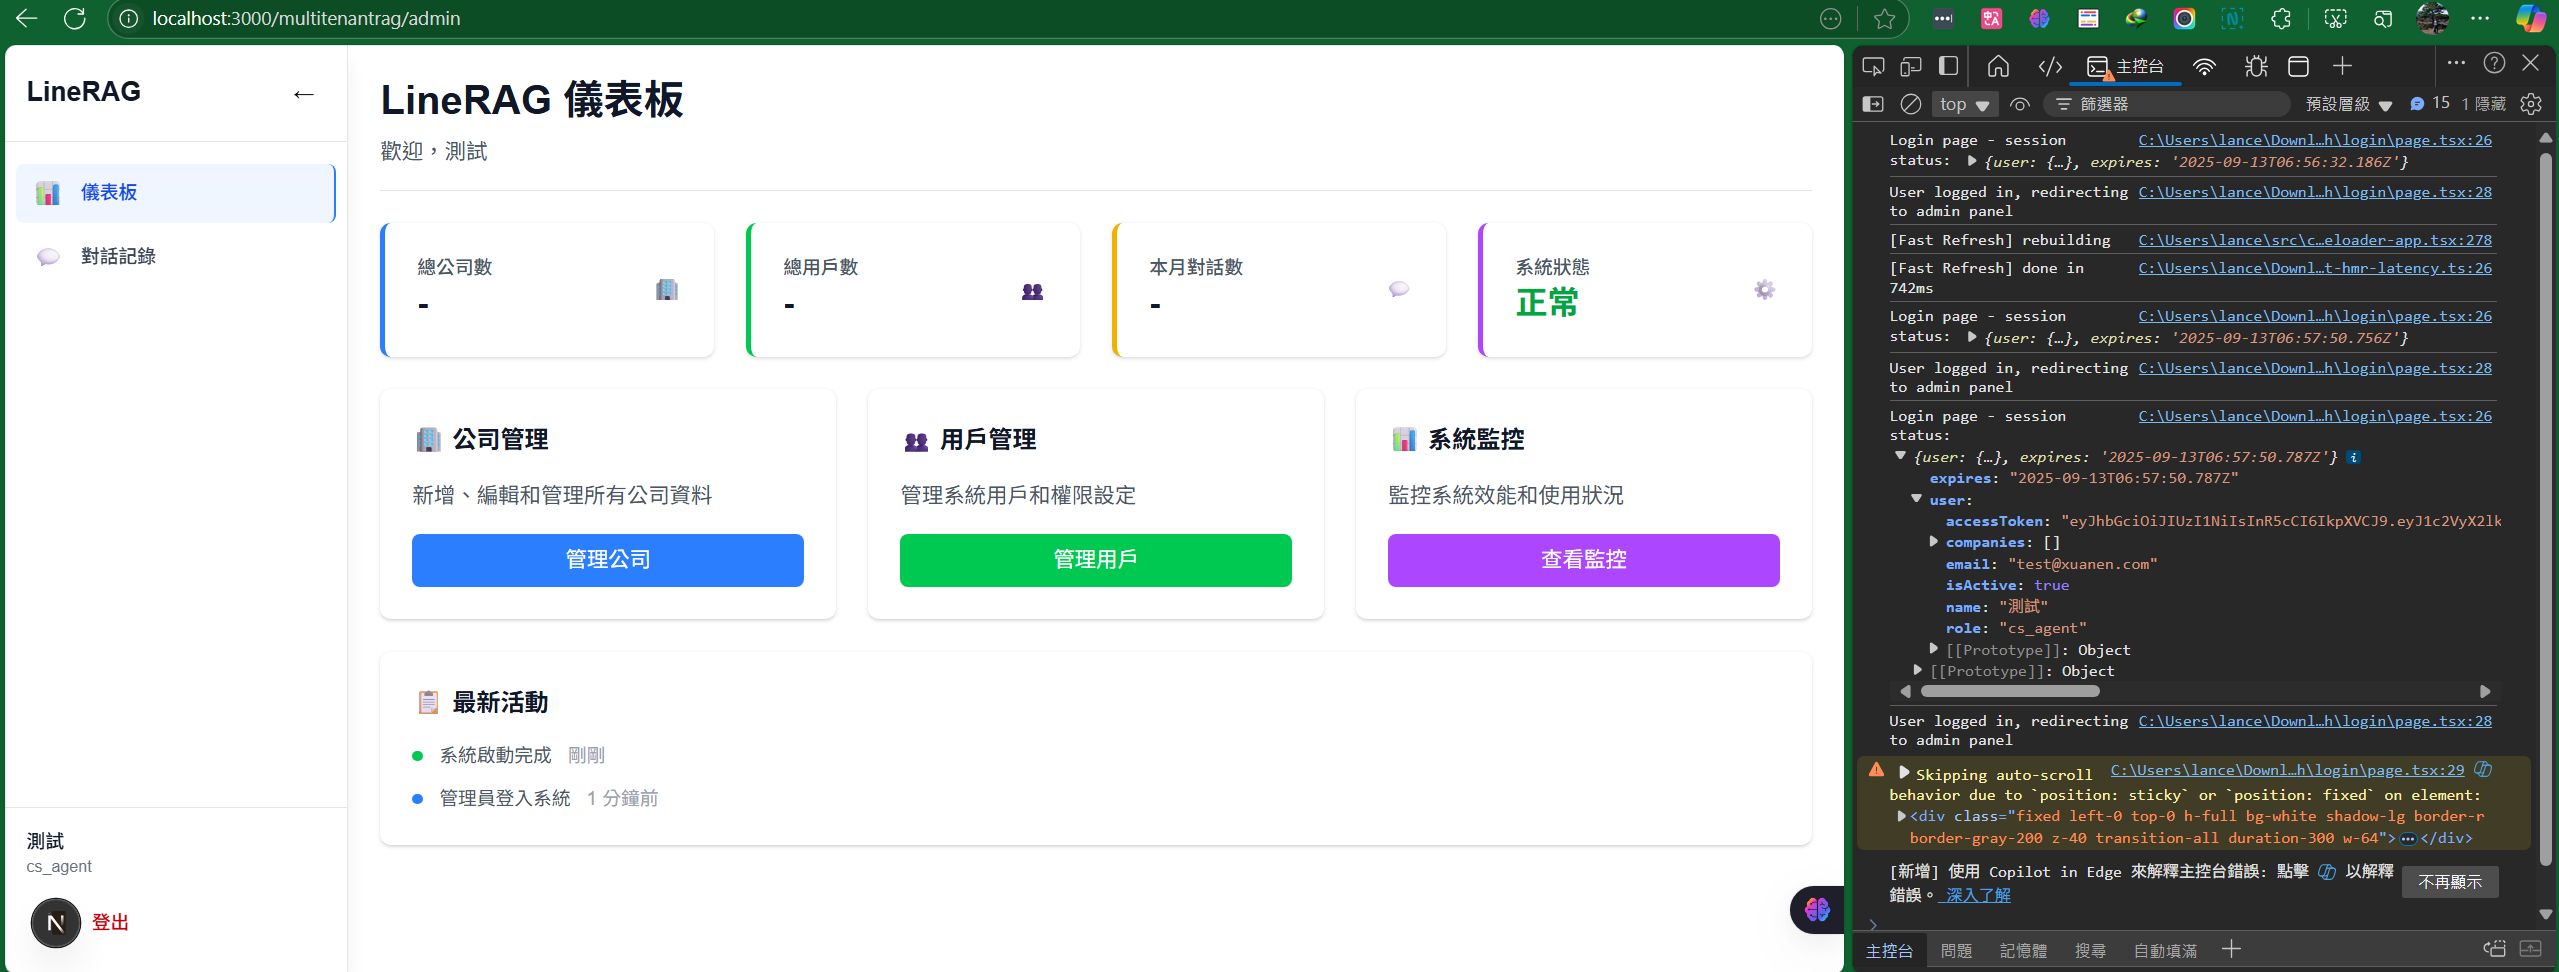 localhost:3000/multitenantrag/admin
LineRAG
←
儀表板
對話記錄
測試
cs_agent
N
登出
LineRAG 儀表板
歡迎，測試
總公司數
-
總用戶數
-
本月對話數
-
系統狀態
正常
公司管理
新增、編輯和管理所有公司資料
管理公司
用戶管理
管理系統用戶和權限設定
管理用戶
系統監控
監控系統效能和使用狀況
查看監控
最新活動
系統啟動完成 剛剛
管理員登入系統 1 分鐘前
主控台
top
篩選器
預設層級
15
1 隱藏
Login page - session C:\Users\lance\Downl…h\login\page.tsx:26
status: {user: {…}, expires: '2025-09-13T06:56:32.186Z'}
User logged in, redirecting C:\Users\lance\Downl…h\login\page.tsx:28
to admin panel
[Fast Refresh] rebuilding C:\Users\lance\src\c…eloader-app.tsx:278
[Fast Refresh] done in C:\Users\lance\Downl…t-hmr-latency.ts:26
742ms
Login page - session C:\Users\lance\Downl…h\login\page.tsx:26
status: {user: {…}, expires: '2025-09-13T06:57:50.756Z'}
User logged in, redirecting C:\Users\lance\Downl…h\login\page.tsx:28
to admin panel
Login page - session C:\Users\lance\Downl…h\login\page.tsx:26
status:
{user: {…}, expires: '2025-09-13T06:57:50.787Z'} i
expires: "2025-09-13T06:57:50.787Z"
user:
accessToken: "eyJhbGciOiJIUzI1NiIsInR5cCI6IkpXVCJ9.eyJ1c2VyX2lk
companies: []
email: "test@xuanen.com"
isActive: true
name: "測試"
role: "cs_agent"
[[Prototype]]: Object
[[Prototype]]: Object
User logged in, redirecting C:\Users\lance\Downl…h\login\page.tsx:28
to admin panel
Skipping auto-scroll C:\Users\lance\Downl…h\login\page.tsx:29
behavior due to `position: sticky` or `position: fixed` on element:
<div class="fixed left-0 top-0 h-full bg-white shadow-lg border-r
border-gray-200 z-40 transition-all duration-300 w-64">…</div>
[新增] 使用 Copilot in Edge 來解釋主控台錯誤: 點擊 以解釋
錯誤。 深入了解
不再顯示
主控台 問題 記憶體 搜尋 自動填滿